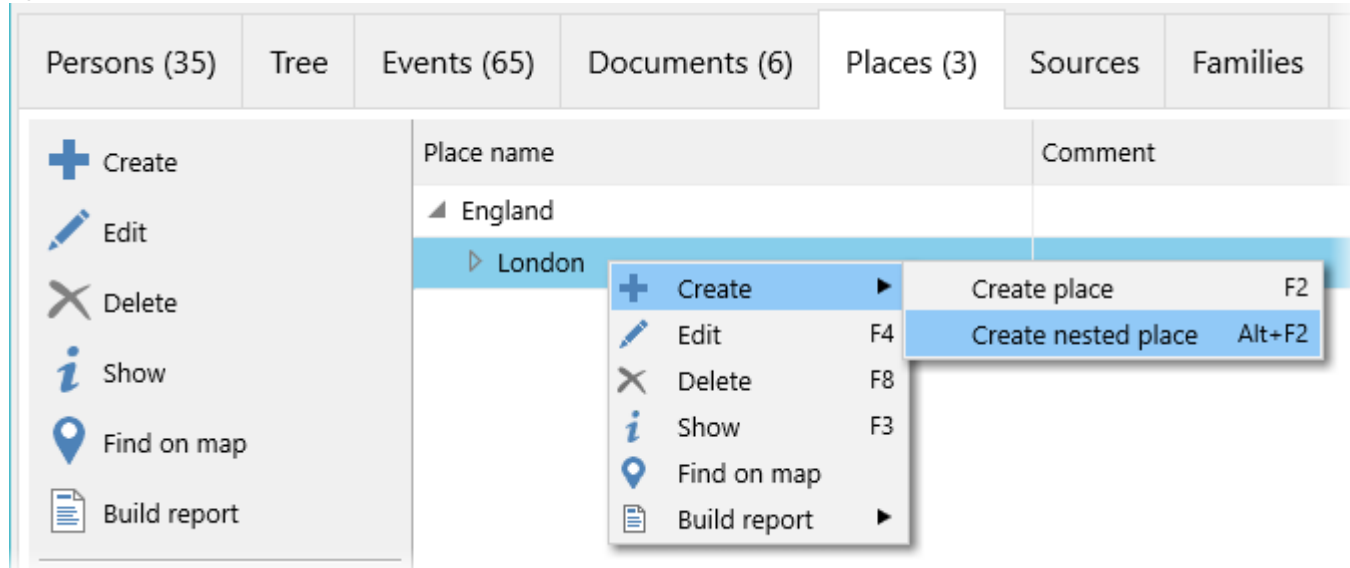 Persons (35) Tree Events (65) Documents (6) Places (3) Sources Families
Create
Edit
Delete
Show
Find on map
Build report
Place name Comment
England
London
Create
Edit F4
Delete F8
Show F3
Find on map
Build report
Create place F2
Create nested place Alt+F2